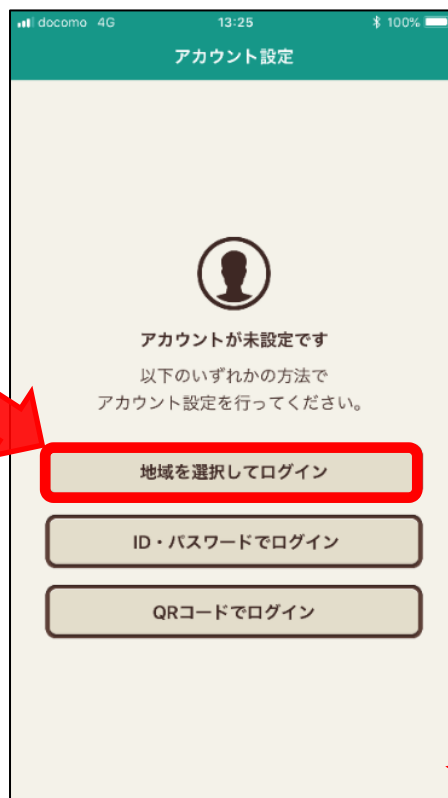 docomo 4G 13:25 100%
アカウント設定
アカウントが未設定です
以下のいずれかの方法で
アカウント設定を行ってください。
地域を選択してログイン
ID・パスワードでログイン
QRコードでログイン